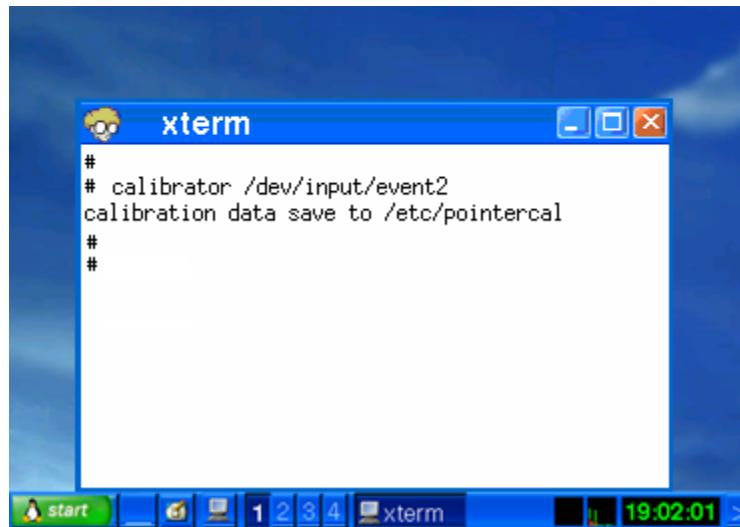 xterm
#
# calibrator /dev/input/event2
calibration data save to /etc/pointercal
#
#
start 1 2 3 4 xterm 19:02:01 >